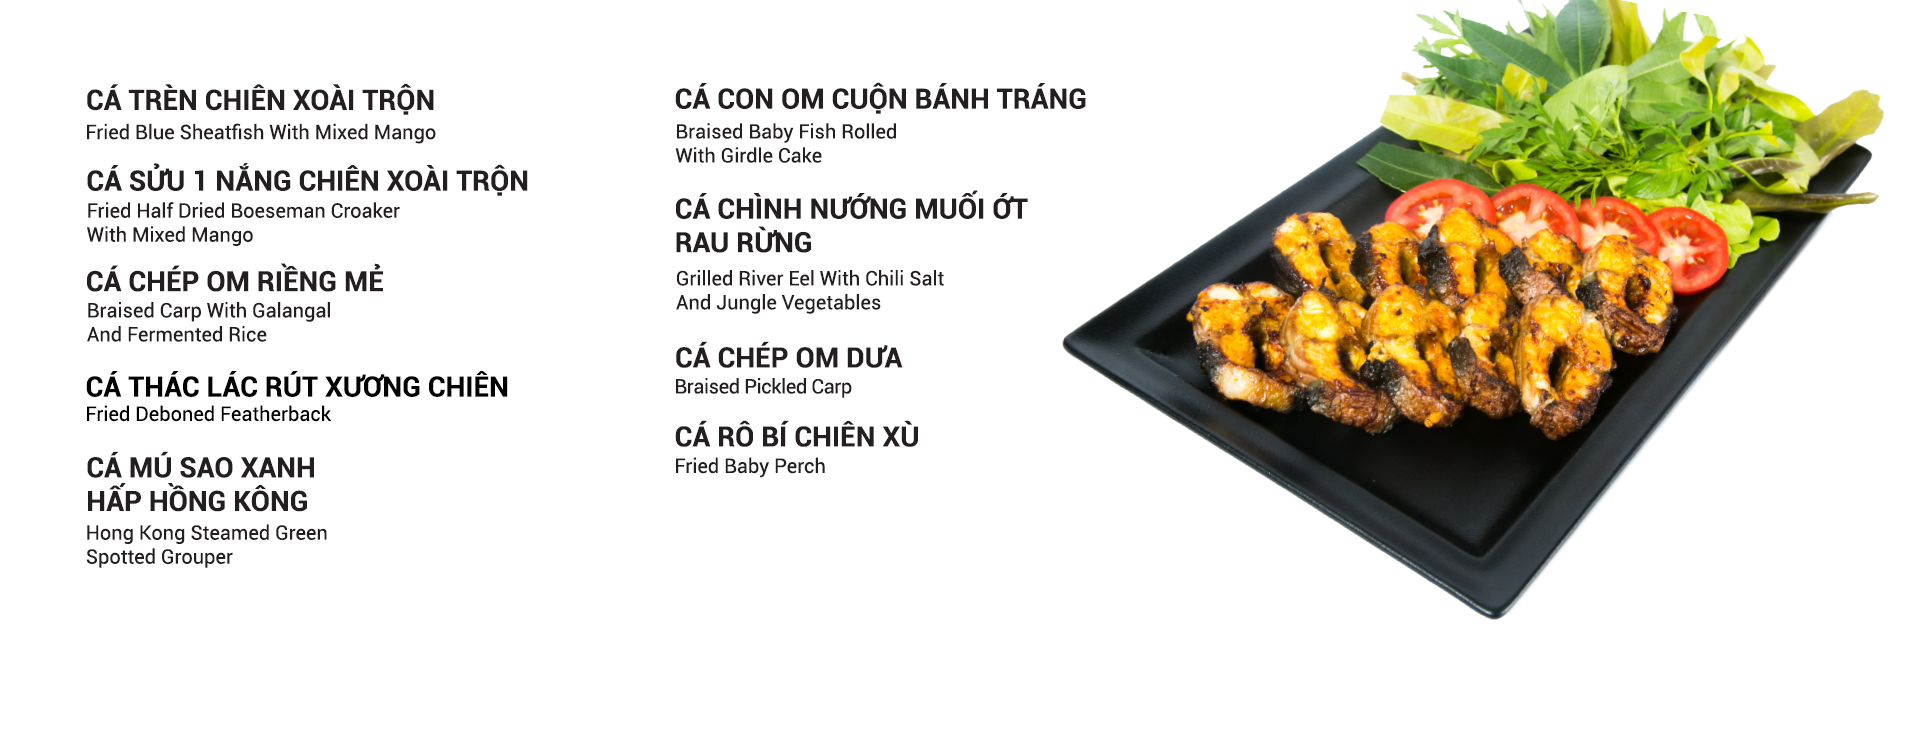 CÁ TRÈN CHIÊN XOÀI TRỘN
Fried Blue Sheatfish With Mixed Mango
CÁ SỬU 1 NẮNG CHIÊN XOÀI TRỘN
Fried Half Dried Boeseman Croaker
With Mixed Mango
CÁ CHÉP OM RIỀNG MẺ
Braised Carp With Galangal
And Fermented Rice
CÁ THÁC LÁC RÚT XƯƠNG CHIÊN
Fried Deboned Featherback
CÁ MÚ SAO XANH
HẤP HỒNG KÔNG
Hong Kong Steamed Green
Spotted Grouper
CÁ CON OM CUỘN BÁNH TRÁNG
Braised Baby Fish Rolled
With Girdle Cake
CÁ CHÌNH NƯỚNG MUỐI ỚT
RAU RỪNG
Grilled River Eel With Chili Salt
And Jungle Vegetables
CÁ CHÉP OM DƯA
Braised Pickled Carp
CÁ RÔ BÍ CHIÊN XÙ
Fried Baby Perch